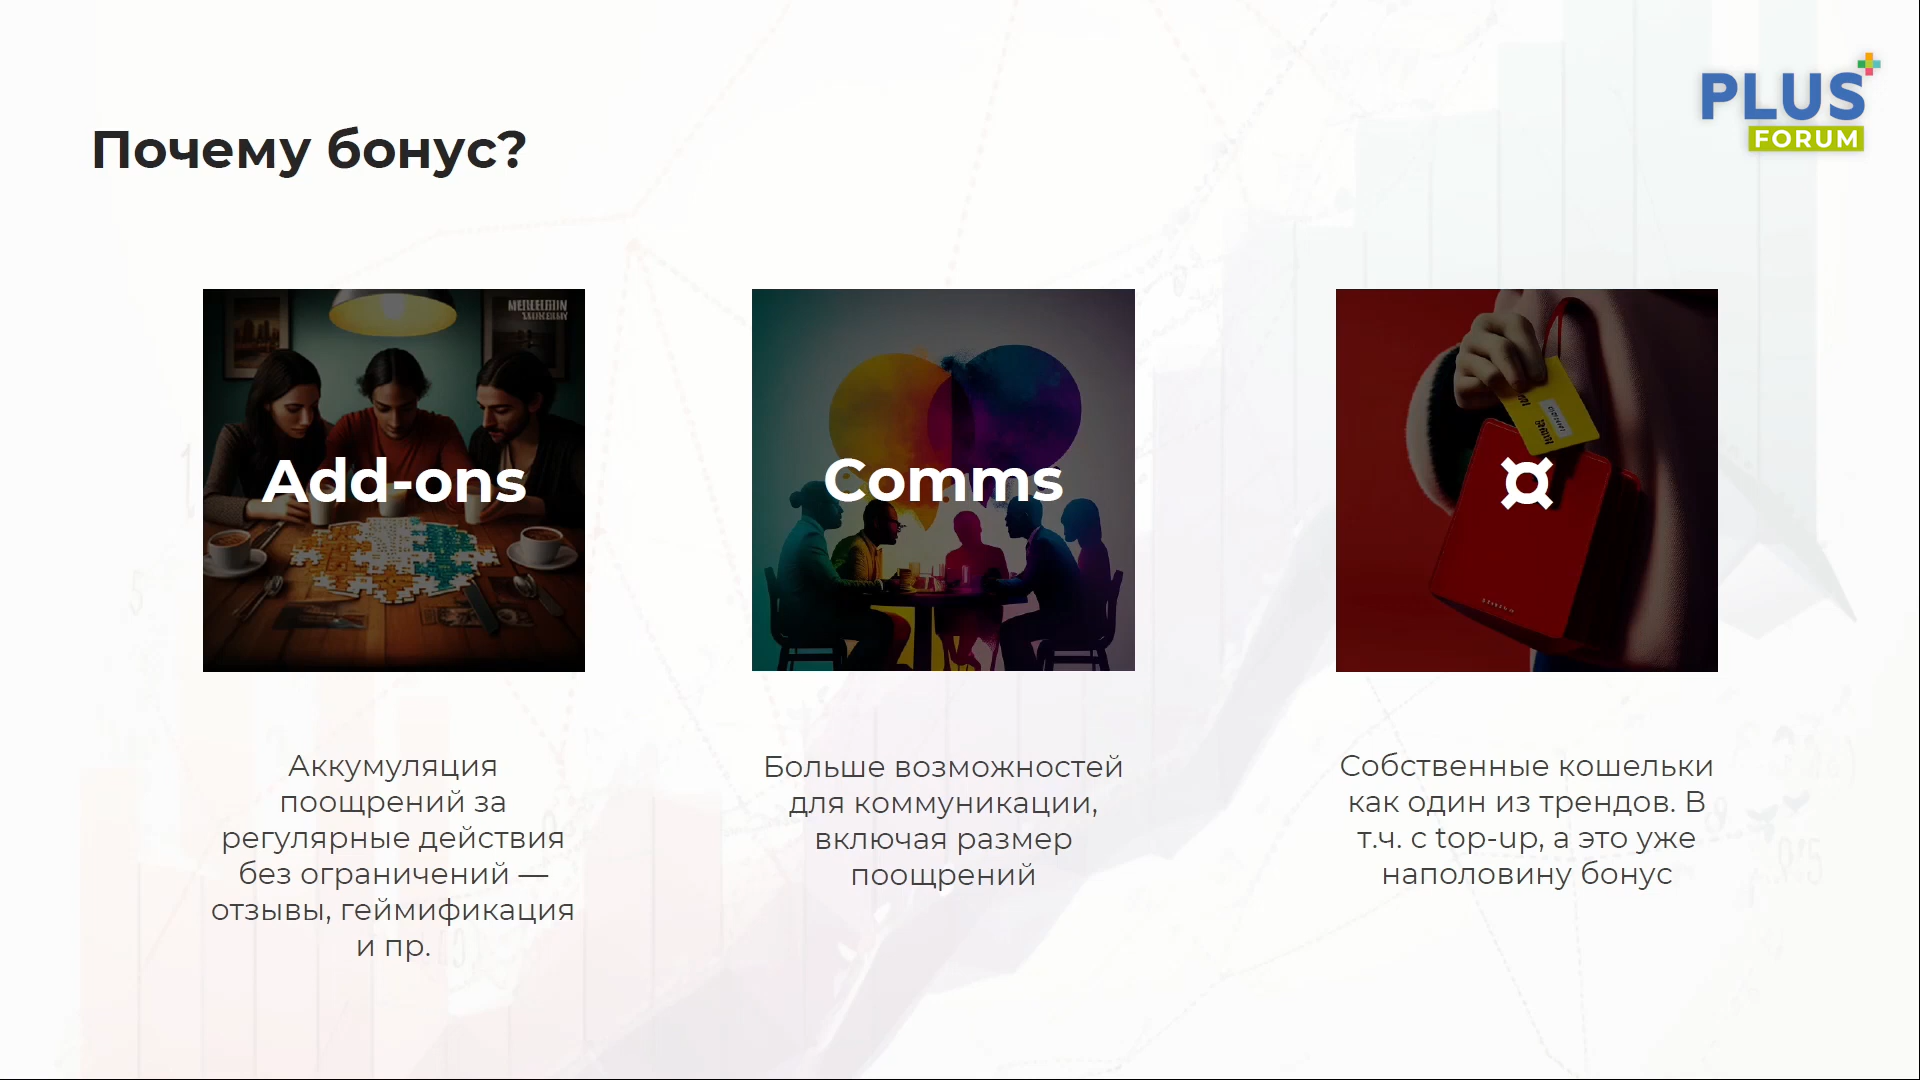 PLUS
FORUM
Почему бонус?
Add-ons
Comms
¤
Аккумуляция
поощрений за
регулярные действия
без ограничений —
отзывы, геймификация
и пр.
Больше возможностей
для коммуникации,
включая размер
поощрений
Собственные кошельки
как один из трендов. В
т.ч. с top-up, а это уже
наполовину бонус